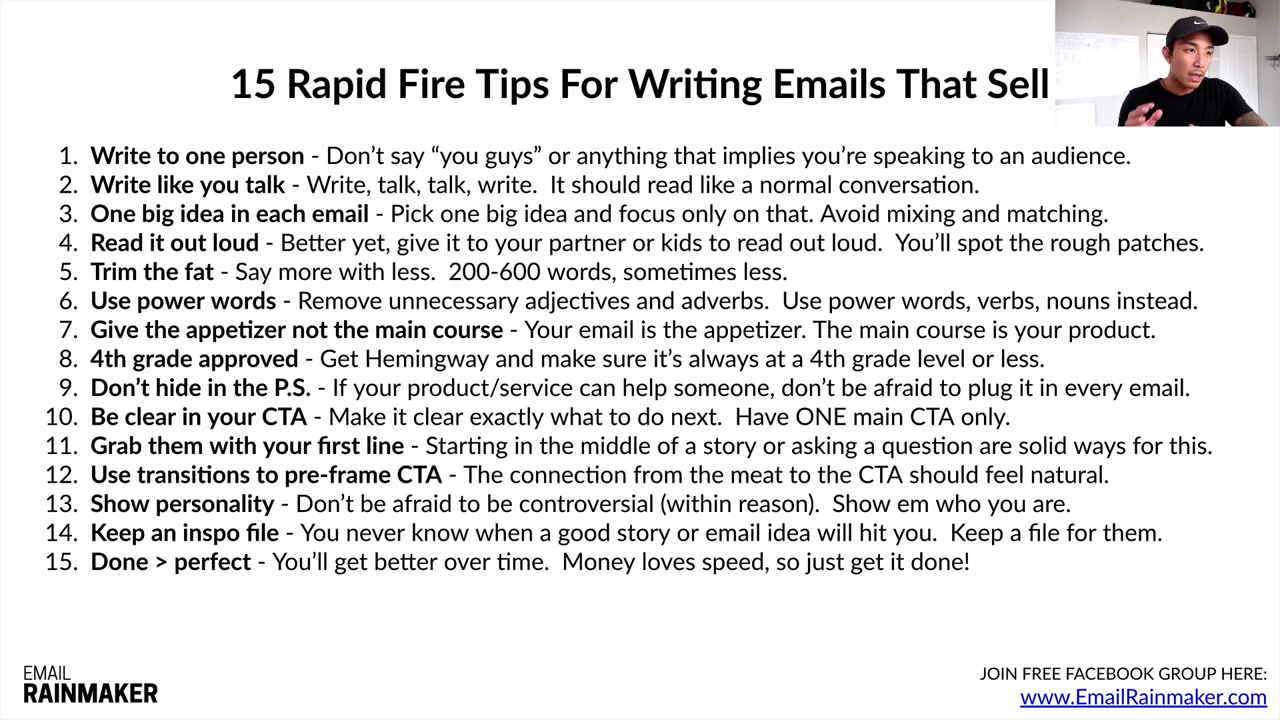 15 Rapid Fire Tips For Writing Emails That Sell
1. Write to one person - Don’t say “you guys” or anything that implies you’re speaking to an audience.
2. Write like you talk - Write, talk, talk, write.  It should read like a normal conversation.
3. One big idea in each email - Pick one big idea and focus only on that. Avoid mixing and matching.
4. Read it out loud - Better yet, give it to your partner or kids to read out loud.  You’ll spot the rough patches.
5. Trim the fat - Say more with less.  200-600 words, sometimes less.
6. Use power words - Remove unnecessary adjectives and adverbs.  Use power words, verbs, nouns instead.
7. Give the appetizer not the main course - Your email is the appetizer. The main course is your product.
8. 4th grade approved - Get Hemingway and make sure it’s always at a 4th grade level or less.
9. Don’t hide in the P.S. - If your product/service can help someone, don’t be afraid to plug it in every email.
10. Be clear in your CTA - Make it clear exactly what to do next.  Have ONE main CTA only.
11. Grab them with your first line - Starting in the middle of a story or asking a question are solid ways for this.
12. Use transitions to pre-frame CTA - The connection from the meat to the CTA should feel natural.
13. Show personality - Don’t be afraid to be controversial (within reason).  Show em who you are.
14. Keep an inspo file - You never know when a good story or email idea will hit you.  Keep a file for them.
15. Done > perfect - You’ll get better over time.  Money loves speed, so just get it done!
EMAIL
RAINMAKER
JOIN FREE FACEBOOK GROUP HERE:
www.EmailRainmaker.com